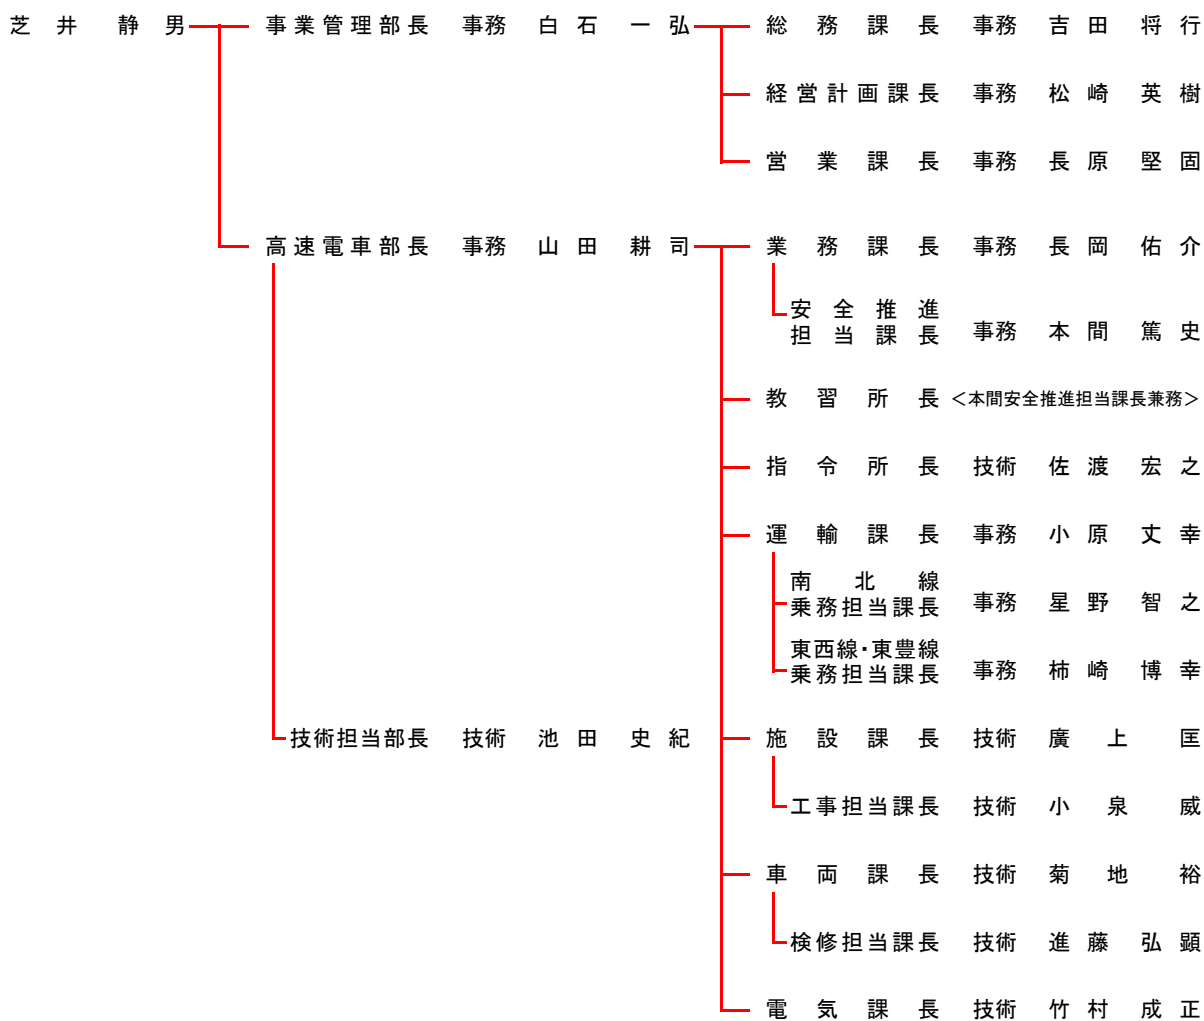 芝井 静男 事業管理部長 事務 白石 一弘 総務課長 事務 吉田 将行
経営計画課長 事務 松崎 英樹
営業課長 事務 長原 堅固
高速電車部長 事務 山田 耕司 業務課長 事務 長岡 佑介
安全推進
担当課長 事務 本間 篤史
教習所長 <本間安全推進担当課長兼務>
指令所長 技術 佐渡 宏之
運輸課長 事務 小原 丈幸
南北線
乗務担当課長 事務 星野 智之
東西線・東豊線
乗務担当課長 事務 柿崎 博幸
技術担当部長 技術 池田 史紀 施設課長 技術 廣上 匡
工事担当課長 技術 小泉 威
車両課長 技術 菊地 裕
検修担当課長 技術 進藤 弘顕
電気課長 技術 竹村 成正